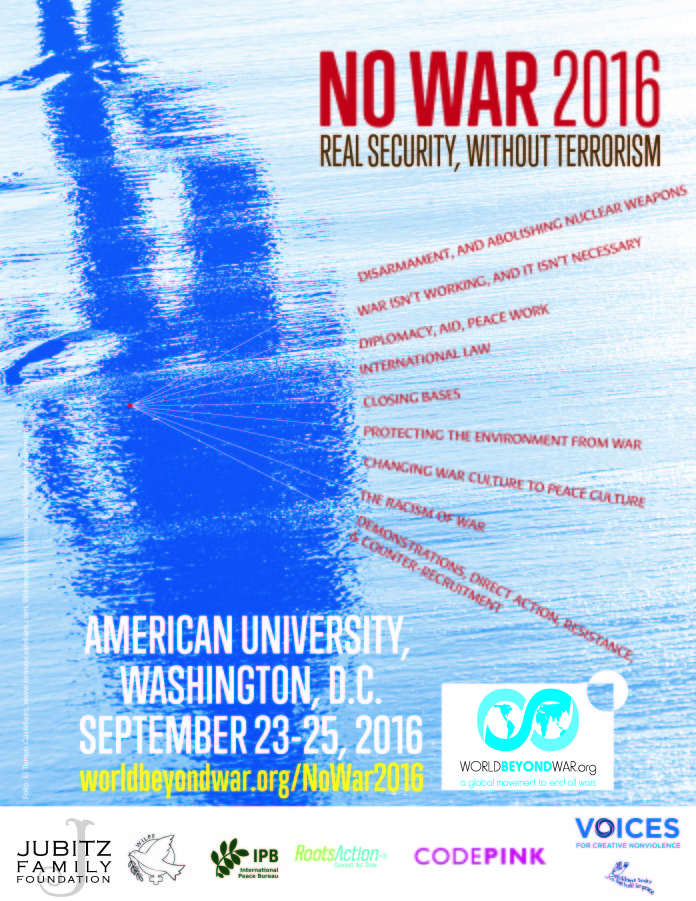 NO WAR 2016
REAL SECURITY, WITHOUT TERRORISM
DISARMAMENT, AND ABOLISHING NUCLEAR WEAPONS
WAR ISN'T WORKING, AND IT ISN'T NECESSARY
DIPLOMACY, AID, PEACE WORK
INTERNATIONAL LAW
CLOSING BASES
PROTECTING THE ENVIRONMENT FROM WAR
CHANGING WAR CULTURE TO PEACE CULTURE
THE RACISM OF WAR
DEMONSTRATIONS, DIRECT ACTION, RESISTANCE,
& COUNTER-RECRUITMENT
AMERICAN UNIVERSITY,
WASHINGTON, D.C.
SEPTEMBER 23-25, 2016
worldbeyondwar.org/NoWar2016
WORLDBEYONDWAR.org
a global movement to end all wars
J
JUBITZ
FAMILY
FOUNDATION
WILPF
IPB
International
Peace Bureau
RootsAction
CODEPINK
VOICES
FOR CREATIVE NONVIOLENCE